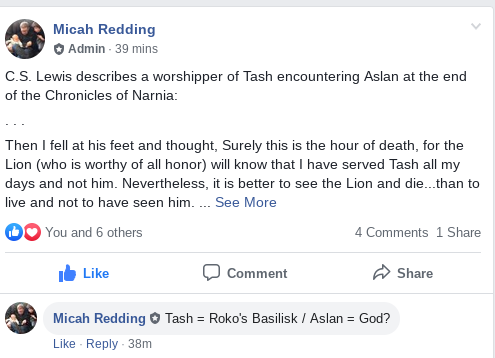 Micah Redding
Admin · 39 mins
C.S. Lewis describes a worshipper of Tash encountering Aslan at the end
of the Chronicles of Narnia:
. . .
Then I fell at his feet and thought, Surely this is the hour of death, for the
Lion (who is worthy of all honor) will know that I have served Tash all my
days and not him. Nevertheless, it is better to see the Lion and die...than to
live and not to have seen him. ... See More
You and 6 others 4 Comments 1 Share
Like Comment Share
Micah Redding Tash = Roko's Basilisk / Aslan = God?
Like · Reply · 38m